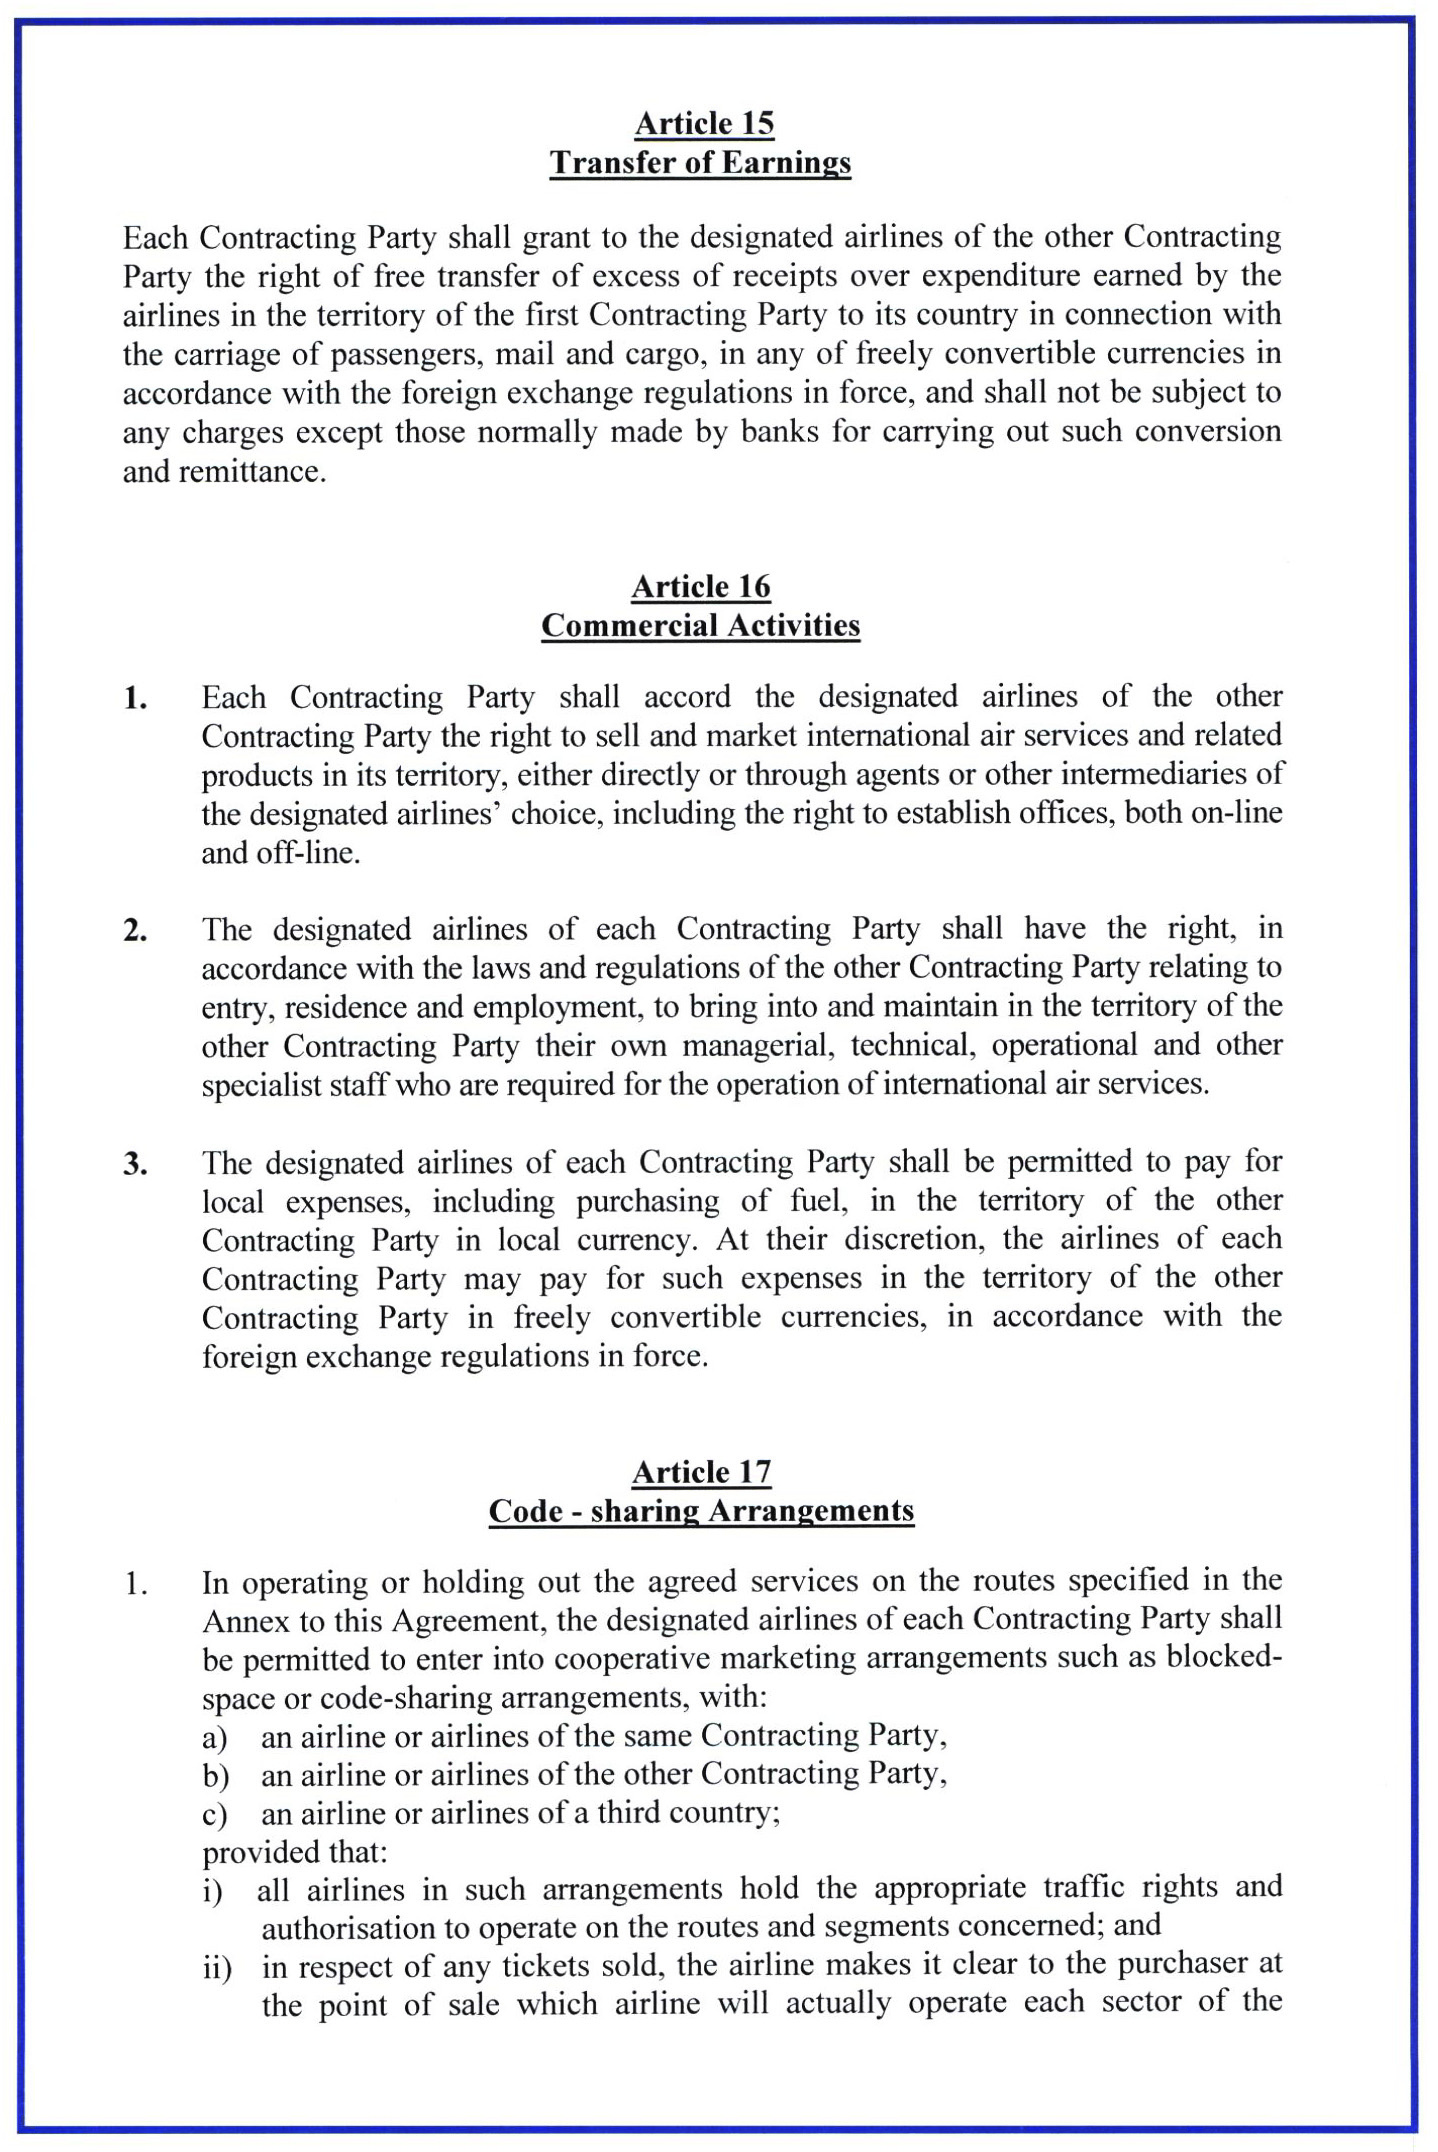 Article 15
Transfer of Earnings
Each Contracting Party shall grant to the designated airlines of the other Contracting
Party the right of free transfer of excess of receipts over expenditure earned by the
airlines in the territory of the first Contracting Party to its country in connection with
the carriage of passengers, mail and cargo, in any of freely convertible currencies in
accordance with the foreign exchange regulations in force, and shall not be subject to
any charges except those normally made by banks for carrying out such conversion
and remittance.
Article 16
Commercial Activities
1. Each Contracting Party shall accord the designated airlines of the other
Contracting Party the right to sell and market international air services and related
products in its territory, either directly or through agents or other intermediaries of
the designated airlines’ choice, including the right to establish offices, both on-line
and off-line.
2. The designated airlines of each Contracting Party shall have the right, in
accordance with the laws and regulations of the other Contracting Party relating to
entry, residence and employment, to bring into and maintain in the territory of the
other Contracting Party their own managerial, technical, operational and other
specialist staff who are required for the operation of international air services.
3. The designated airlines of each Contracting Party shall be permitted to pay for
local expenses, including purchasing of fuel, in the territory of the other
Contracting Party in local currency. At their discretion, the airlines of each
Contracting Party may pay for such expenses in the territory of the other
Contracting Party in freely convertible currencies, in accordance with the
foreign exchange regulations in force.
Article 17
Code - sharing Arrangements
1. In operating or holding out the agreed services on the routes specified in the
Annex to this Agreement, the designated airlines of each Contracting Party shall
be permitted to enter into cooperative marketing arrangements such as blocked-
space or code-sharing arrangements, with:
a) an airline or airlines of the same Contracting Party,
b) an airline or airlines of the other Contracting Party,
c) an airline or airlines of a third country;
provided that:
i) all airlines in such arrangements hold the appropriate traffic rights and
authorisation to operate on the routes and segments concerned; and
ii) in respect of any tickets sold, the airline makes it clear to the purchaser at
the point of sale which airline will actually operate each sector of the